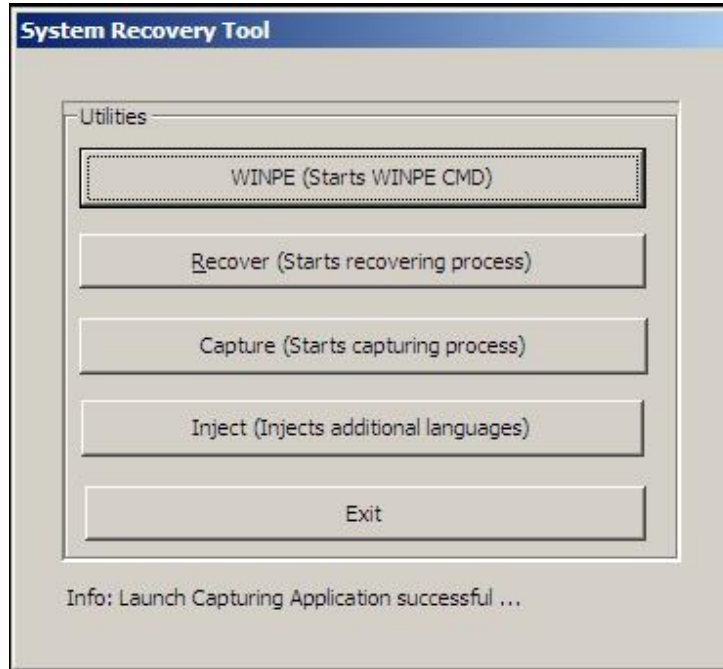 System Recovery Tool
Utilities
WINPE (Starts WINPE CMD)
Recover (Starts recovering process)
Capture (Starts capturing process)
Inject (Injects additional languages)
Exit
Info: Launch Capturing Application successful ...